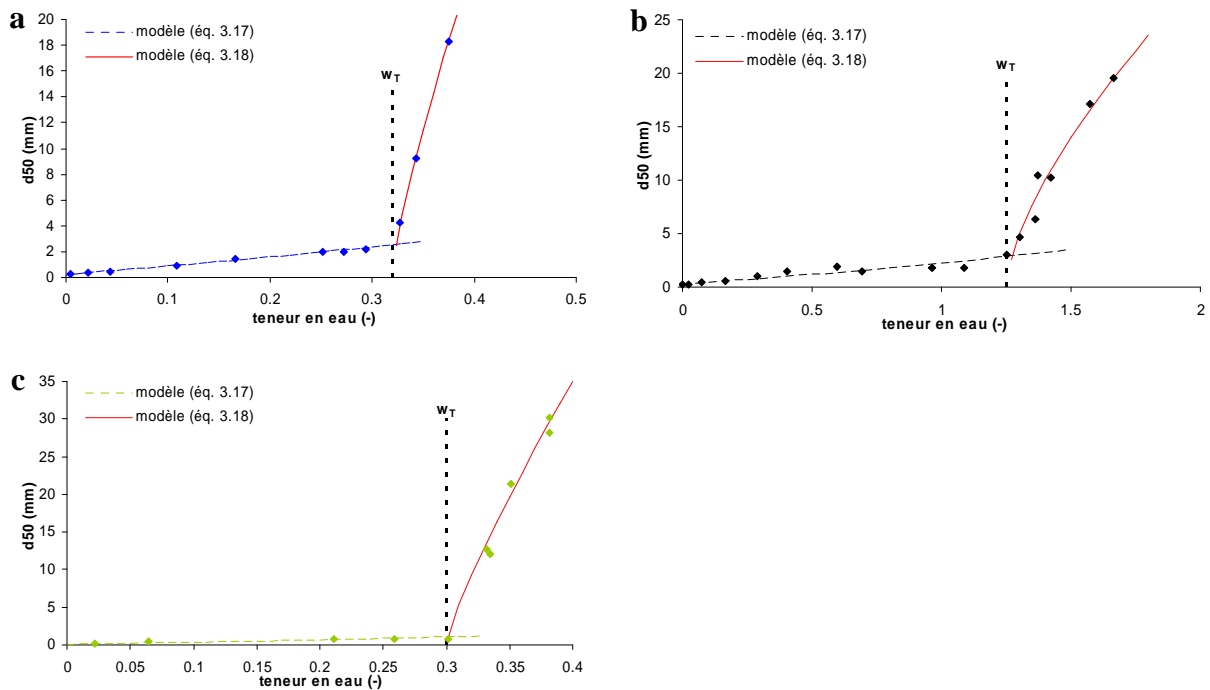 a
modèle (éq. 3.17)
modèle (éq. 3.18)
w_T
d50 (mm)
20
18
16
14
12
10
8
6
4
2
0
0 0.1 0.2 0.3 0.4 0.5
teneur en eau (-)
b
modèle (éq. 3.17)
modèle (éq. 3.18)
w_T
d50 (mm)
25
20
15
10
5
0
0 0.5 1 1.5 2
teneur en eau (-)
c
modèle (éq. 3.17)
modèle (éq. 3.18)
w_T
d50 (mm)
35
30
25
20
15
10
5
0
0 0.05 0.1 0.15 0.2 0.25 0.3 0.35 0.4
teneur en eau (-)